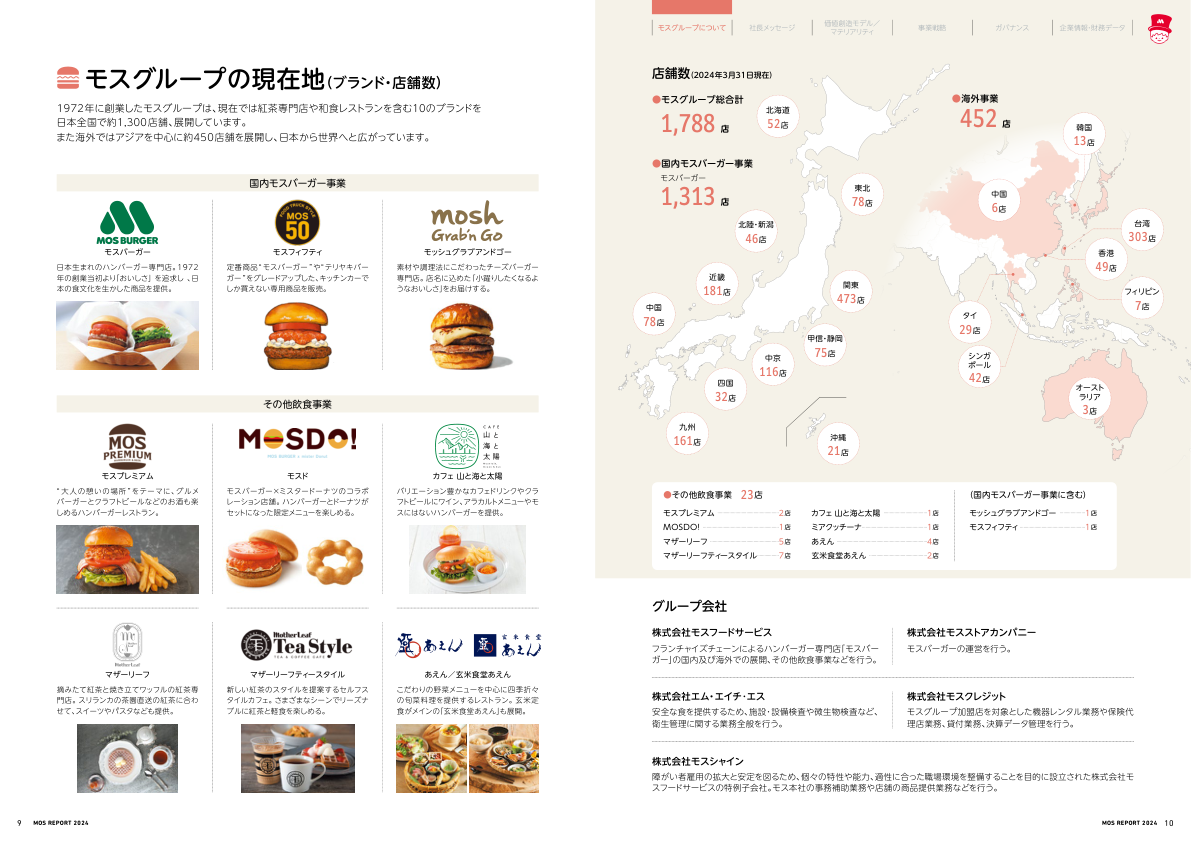 モスグループの現在地(ブランド・店舗数)
1972年に創業したモスグループは、現在では紅茶専門店や和食レストランを含む10のブランドを
日本全国で約1,300店舗、展開しています。
また海外ではアジアを中心に約450店舗を展開し、日本から世界へと広がっています。
国内モスバーガー事業
MOS BURGER
モスバーガー
日本生まれのハンバーガー専門店。1972
年の創業当初より「おいしさ」を追求し、日
本の食文化を生かした商品を提供。
FOOD TRUCK STYLE
MOS
50
モスフィフティ
定番商品“モスバーガー”や“テリヤキバー
ガー”をグレードアップした、キッチンカーで
しか買えない専用商品を販売。
mosh
Grab'n Go
モッシュグラブアンドゴー
素材や調理法にこだわったチーズバーガー
専門店。店名に込めた「小躍りしたくなるよ
うなおいしさ」をお届けする。
その他飲食事業
MOS
PREMIUM
モスプレミアム
“大人の憩いの場所”をテーマに、グルメ
バーガーとクラフトビールなどのお酒も楽
しめるハンバーガーレストラン。
MOSDO!
MOS BURGER × mister Donut
モスド
モスバーガー×ミスタードーナツのコラボ
レーション店舗。ハンバーガーとドーナツが
セットになった限定メニューを楽しめる。
CAFE
山と
海と
太陽
カフェ 山と海と太陽
バリエーション豊かなカフェドリンクやクラ
フトビールにワイン、アラカルトメニューやモ
スにはないハンバーガーを提供。
MotherLeaf
マザーリーフ
摘みたて紅茶と焼き立てワッフルの紅茶専
門店。スリランカの茶園直送の紅茶に合わ
せて、スイーツやパスタなども提供。
MotherLeaf
Tea Style
TEA & COFFEE CAFE
マザーリーフティースタイル
新しい紅茶のスタイルを提案するセルフス
タイルカフェ。さまざまなシーンでリーズナ
ブルに紅茶と軽食を楽しめる。
あえん
玄米食堂
あえん
あえん／玄米食堂あえん
こだわりの野菜メニューを中心に四季折々
の旬菜料理を提供するレストラン。玄米定
食がメインの「玄米食堂あえん」も展開。
9 MOS REPORT 2024
モスグループについて
社長メッセージ
価値創造モデル／
マテリアリティ
事業戦略
ガバナンス
企業情報・財務データ
店舗数(2024年3月31日現在)
●モスグループ総合計
1,788 店
●国内モスバーガー事業
モスバーガー
1,313 店
●海外事業
452 店
北海道
52店
東北
78店
北陸・新潟
46店
近畿
181店
関東
473店
中国
78店
甲信・静岡
75店
中京
116店
四国
32店
九州
161店
沖縄
21店
韓国
13店
中国
6店
台湾
303店
香港
49店
フィリピン
7店
タイ
29店
シンガ
ポール
42店
オースト
ラリア
3店
●その他飲食事業 23店
モスプレミアム 2店
MOSDO! 1店
マザーリーフ 5店
マザーリーフティースタイル 7店
カフェ 山と海と太陽 1店
ミアクッチーナ 1店
あえん 4店
玄米食堂あえん 2店
(国内モスバーガー事業に含む)
モッシュグラブアンドゴー 1店
モスフィフティ 1店
グループ会社
株式会社モスフードサービス
フランチャイズチェーンによるハンバーガー専門店「モスバー
ガー」の国内及び海外での展開、その他飲食事業などを行う。
株式会社モスストアカンパニー
モスバーガーの運営を行う。
株式会社エム・エイチ・エス
安全な食を提供するため、施設・設備検査や微生物検査など、
衛生管理に関する業務全般を行う。
株式会社モスクレジット
モスグループ加盟店を対象とした機器レンタル業務や保険代
理店業務、貸付業務、決算データ管理を行う。
株式会社モスシャイン
障がい者雇用の拡大と安定を図るため、個々の特性や能力、適性に合った職場環境を整備することを目的に設立された株式会社モ
スフードサービスの特例子会社。モス本社の事務補助業務や店舗の商品提供業務などを行う。
MOS REPORT 2024 10